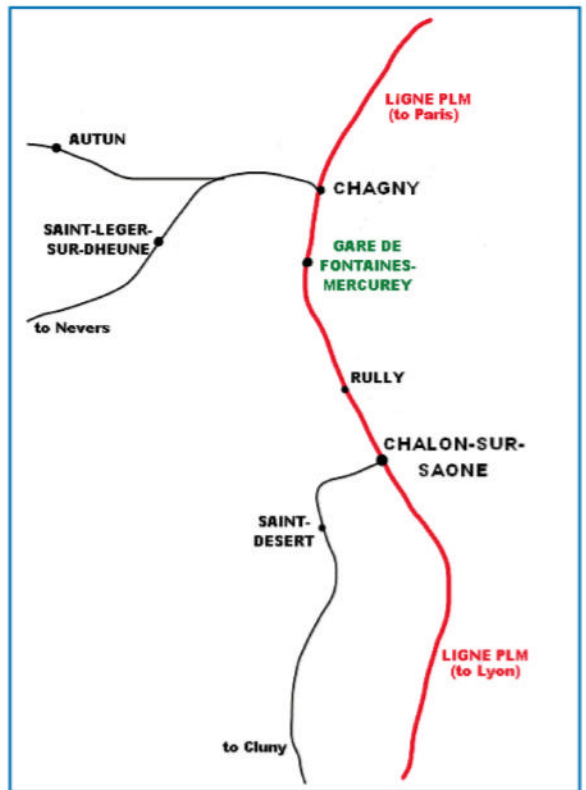 LIGNE PLM
(to Paris)
AUTUN
CHAGNY
SAINT-LEGER-
SUR-DHEUNE
GARE DE
FONTAINES-
MERCUREY
to Nevers
RULLY
CHALON-SUR-
SAONE
SAINT-
DESERT
LIGNE PLM
(to Lyon)
to Cluny